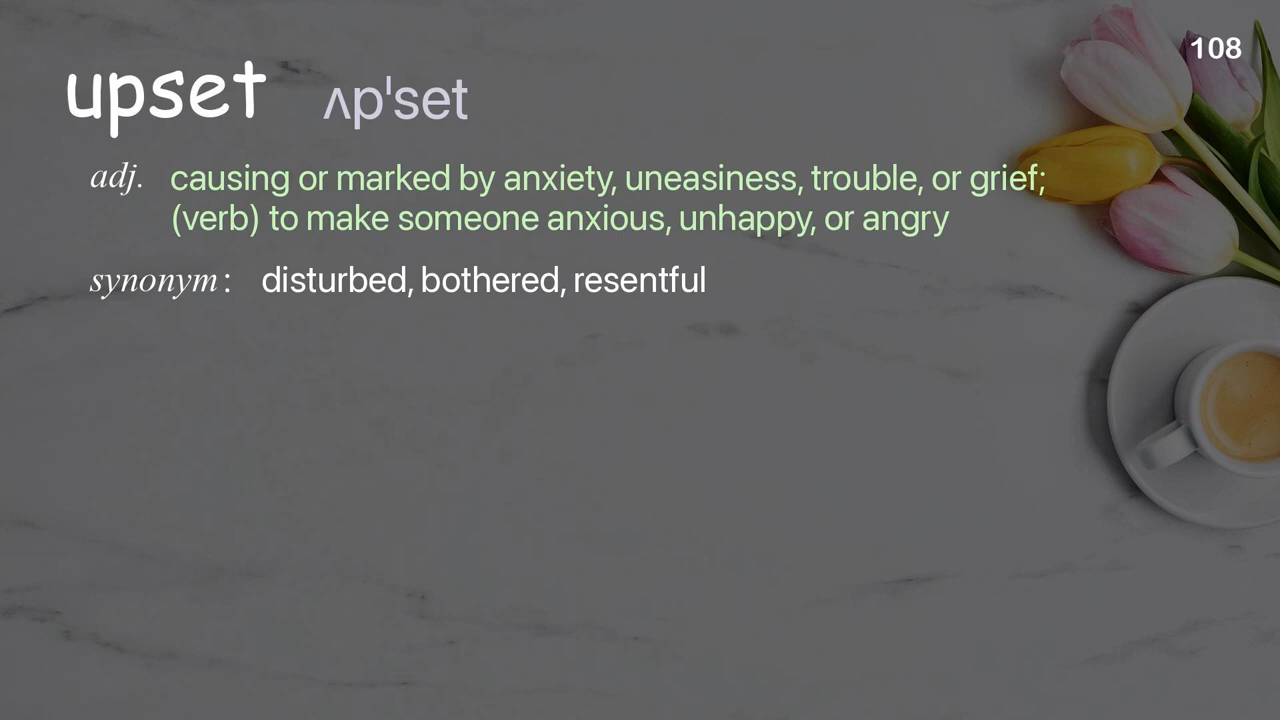 108
upset ʌp'set
adj. causing or marked by anxiety, uneasiness, trouble, or grief;
(verb) to make someone anxious, unhappy, or angry
synonym : disturbed, bothered, resentful